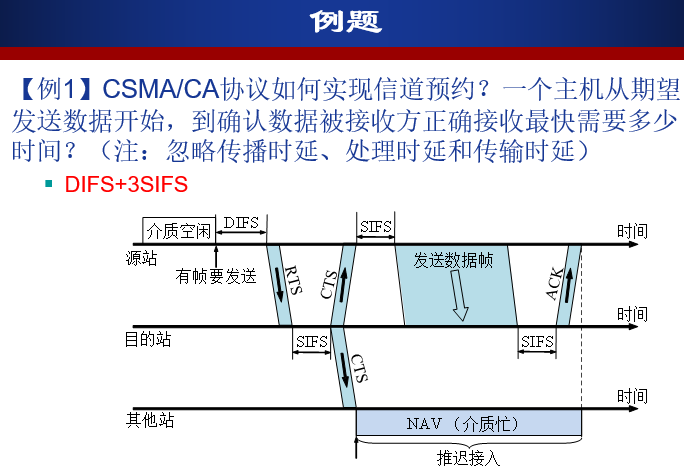 例题
【例1】CSMA/CA协议如何实现信道预约？一个主机从期望
发送数据开始，到确认数据被接收方正确接收最快需要多少
时间？（注：忽略传播时延、处理时延和传输时延）
DIFS+3SIFS
介质空闲
DIFS
SIFS
时间
源站
有帧要发送
RTS
CTS
发送数据帧
ACK
时间
目的站
SIFS
SIFS
CTS
时间
其他站
NAV（介质忙）
推迟接入